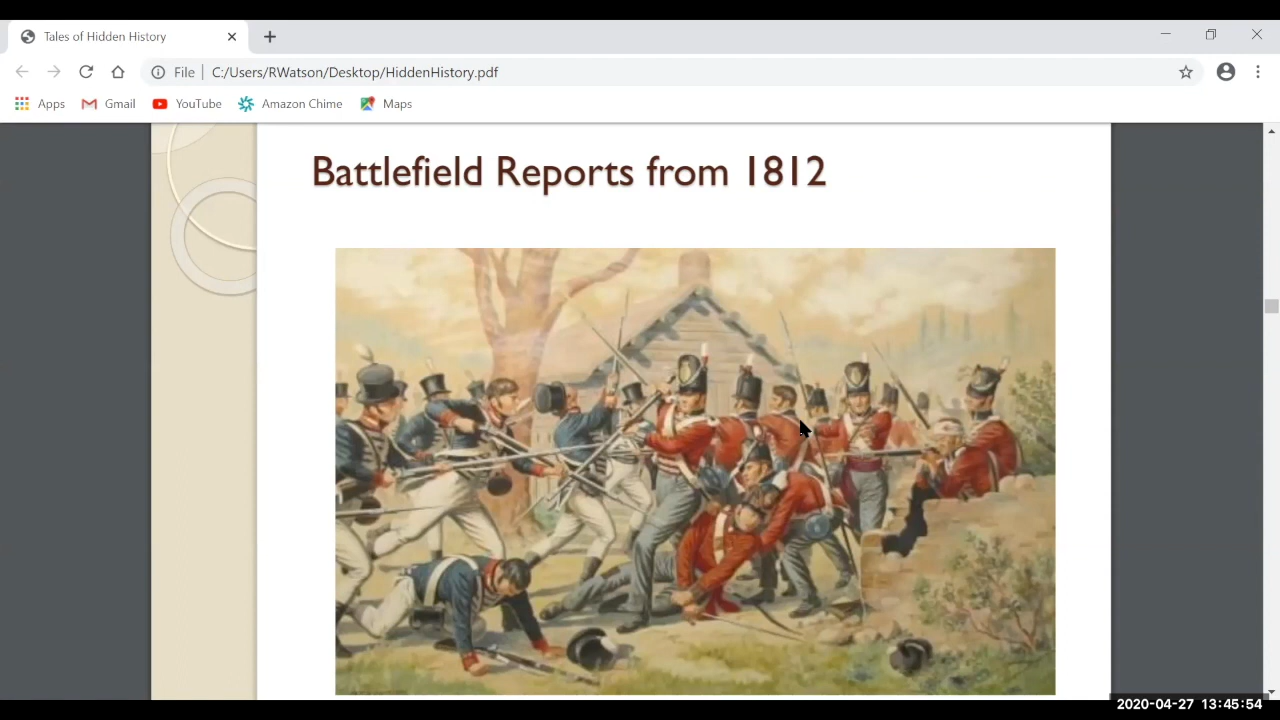 Tales of Hidden History
File C:/Users/RWatson/Desktop/HiddenHistory.pdf
Apps Gmail YouTube Amazon Chime Maps
Battlefield Reports from 1812
2020-04-27 13:45:54